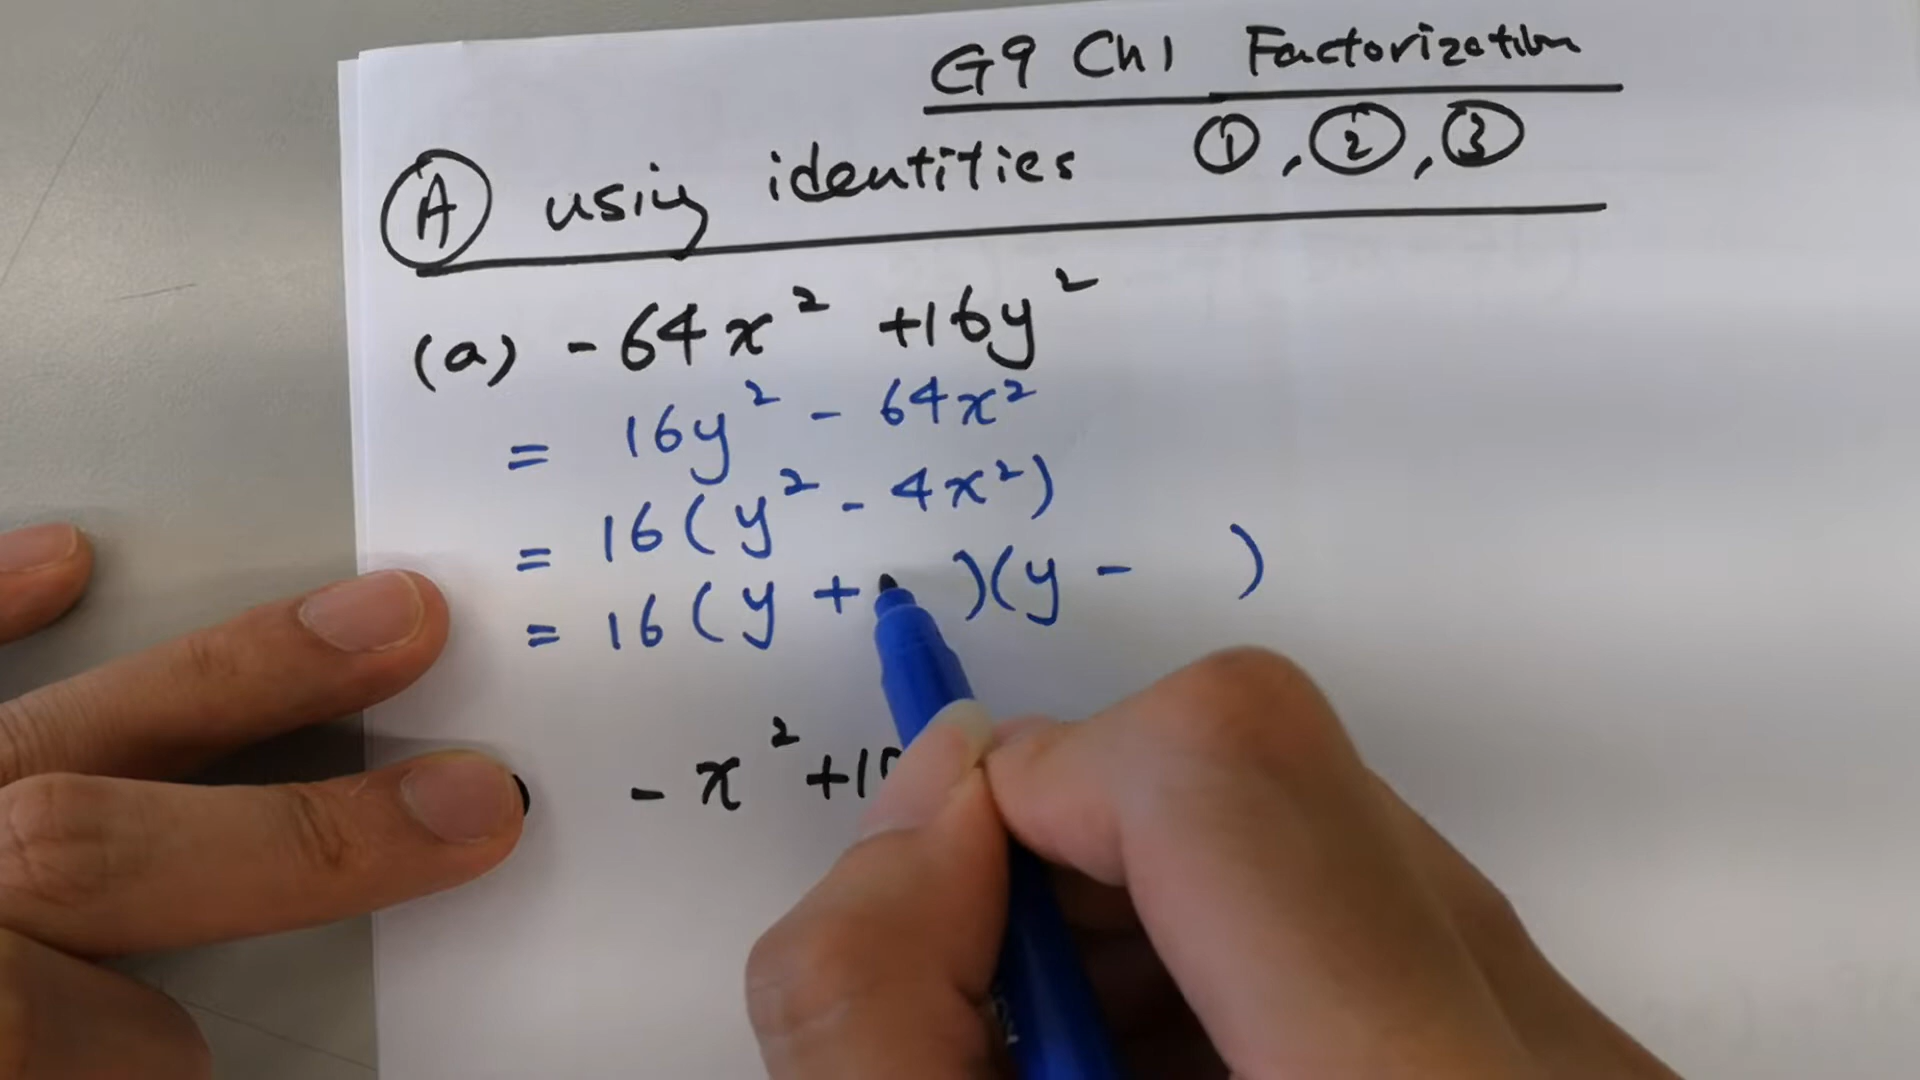 G9 Ch1 Factorization
Ⓐ using identities ①, ②, ③
(a) -64x² +16y²
= 16y² - 64x²
= 16(y² - 4x²)
= 16(y + )(y - )
-x² +1